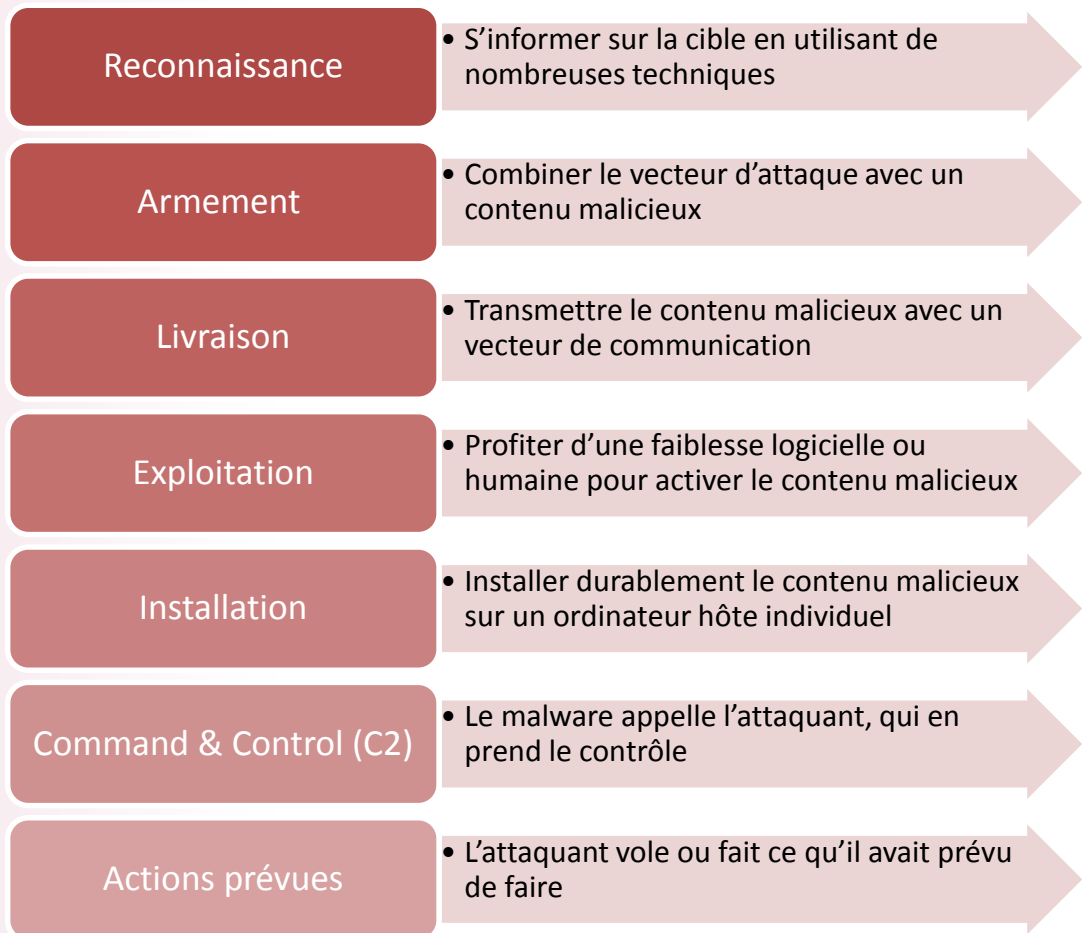 Reconnaissance
• S’informer sur la cible en utilisant de
nombreuses techniques
Armement
• Combiner le vecteur d’attaque avec un
contenu malicieux
Livraison
• Transmettre le contenu malicieux avec un
vecteur de communication
Exploitation
• Profiter d’une faiblesse logicielle ou
humaine pour activer le contenu malicieux
Installation
• Installer durablement le contenu malicieux
sur un ordinateur hôte individuel
Command & Control (C2)
• Le malware appelle l’attaquant, qui en
prend le contrôle
Actions prévues
• L’attaquant vole ou fait ce qu’il avait prévu
de faire